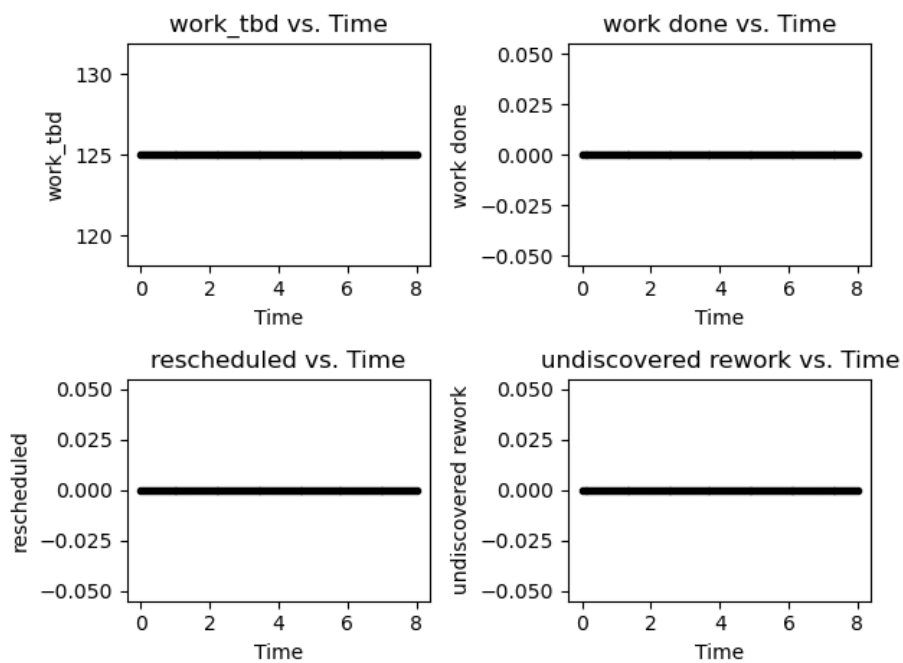 work_tbd vs. Time
work_tbd
130
125
120
0 2 4 6 8
Time
work done vs. Time
work done
0.050
0.025
0.000
−0.025
−0.050
0 2 4 6 8
Time
rescheduled vs. Time
rescheduled
0.050
0.025
0.000
−0.025
−0.050
0 2 4 6 8
Time
undiscovered rework vs. Time
undiscovered rework
0.050
0.025
0.000
−0.025
−0.050
0 2 4 6 8
Time